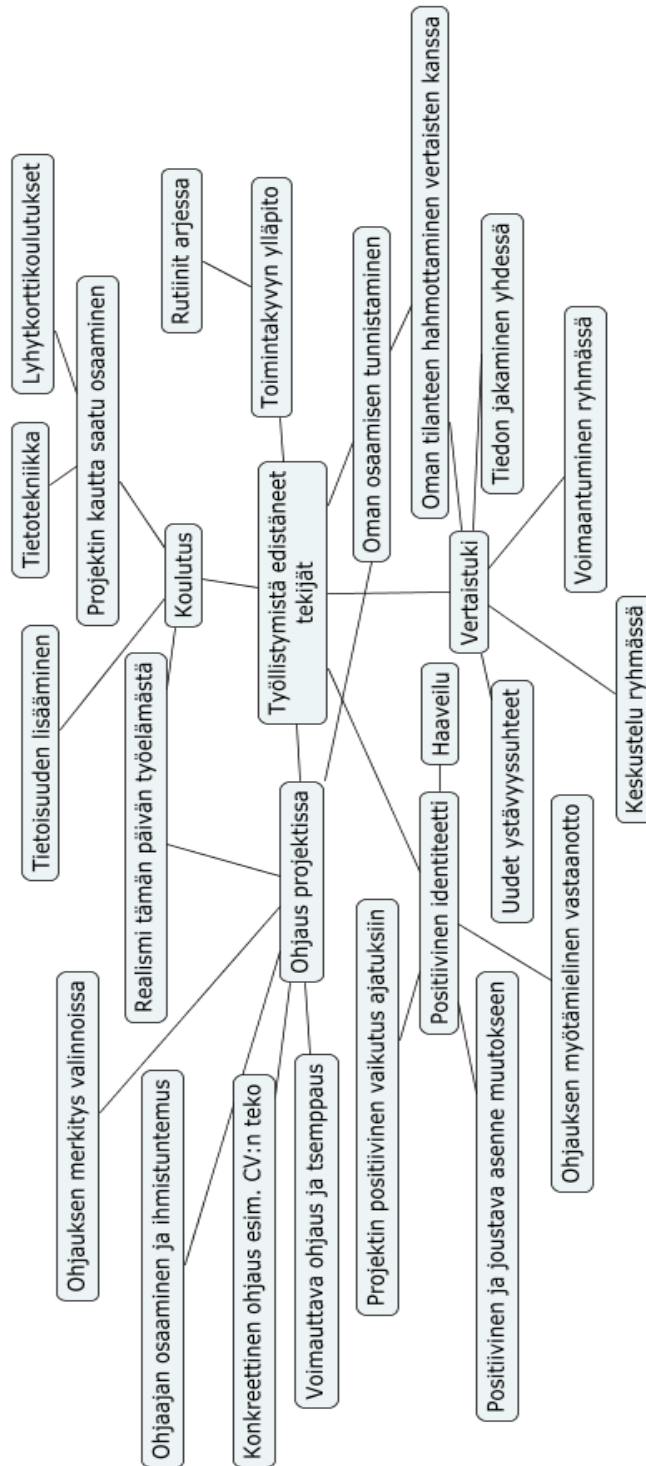 Tietoisuuden lisääminen
Tietotekniikka
Lyhytkorttikoulutukset
Ohjauksen merkitys valinnoissa
Projektin kautta saatu osaaminen
Realismi tämän päivän työelämästä
Ohjaajan osaaminen ja ihmistuntemus
Koulutus
Rutiinit arjessa
Konkreettinen ohjaus esim. CV:n teko
Työllistymistä edistäneet
tekijät
Toimintakyvyn ylläpito
Ohjaus projektissa
Voimauttava ohjaus ja tsemppaus
Projektin positiivinen vaikutus ajatuksiin
Oman osaamisen tunnistaminen
Positiivinen identiteetti
Haaveilu
Oman tilanteen hahmottaminen vertaisten kanssa
Vertaistuki
Positiivinen ja joustava asenne muutokseen
Uudet ystävyyssuhteet
Tiedon jakaminen yhdessä
Ohjauksen myötämielinen vastaanotto
Voimaantuminen ryhmässä
Keskustelu ryhmässä